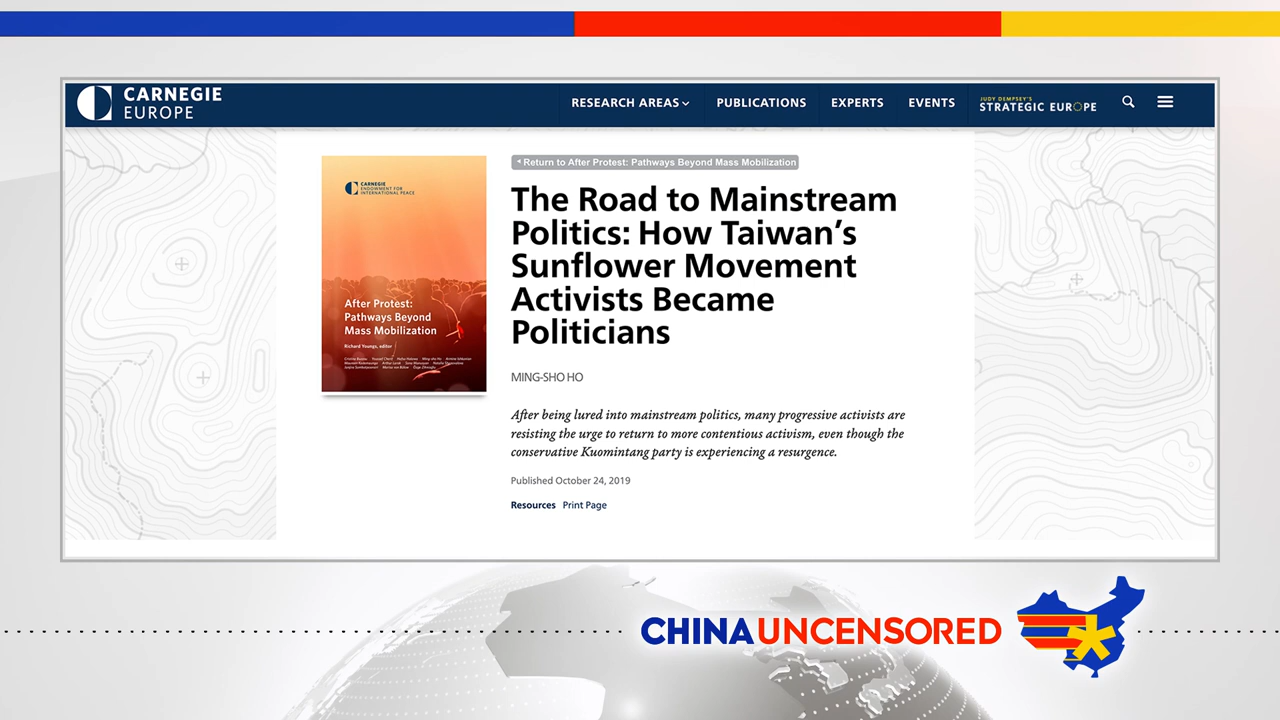 CARNEGIE
EUROPE
RESEARCH AREAS
PUBLICATIONS
EXPERTS
EVENTS
JUDY DEMPSEY'S
STRATEGIC EUROPE
Return to After Protest: Pathways Beyond Mass Mobilization
CARNEGIE
ENDOWMENT FOR
INTERNATIONAL PEACE
After Protest:
Pathways Beyond
Mass Mobilization
Richard Youngs, editor
The Road to Mainstream
Politics: How Taiwan's
Sunflower Movement
Activists Became
Politicians
MING-SHO HO
After being lured into mainstream politics, many progressive activists are
resisting the urge to return to more contentious activism, even though the
conservative Kuomintang party is experiencing a resurgence.
Published October 24, 2019
Resources Print Page
CHINA UNCENSORED